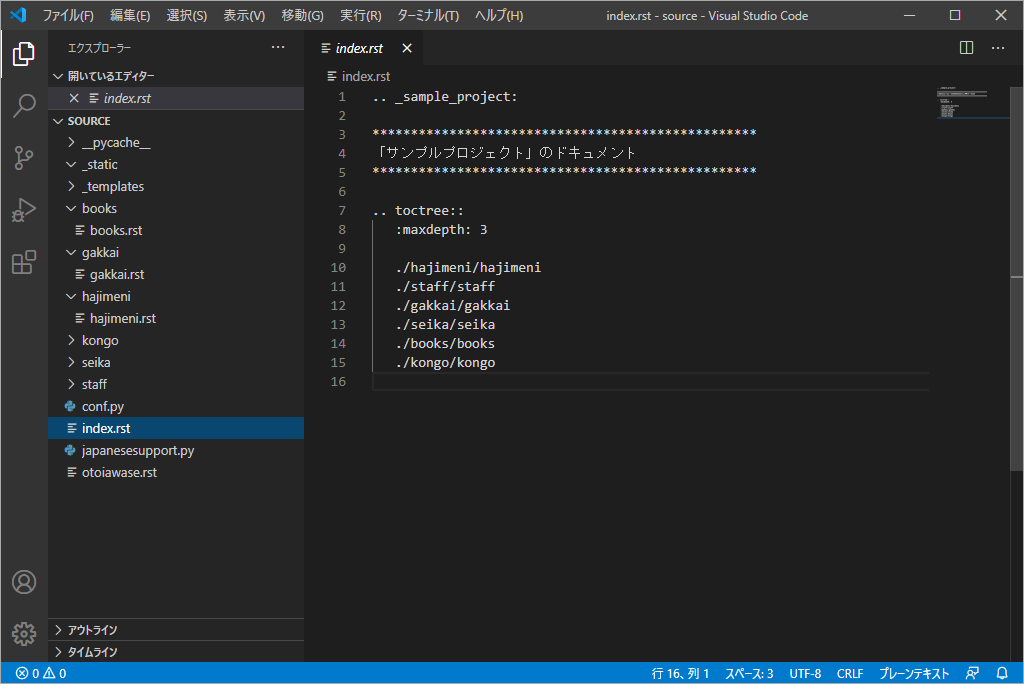 ファイル(F) 編集(E) 選択(S) 表示(V) 移動(G) 実行(R) ターミナル(T) ヘルプ(H) index.rst - source - Visual Studio Code
エクスプローラー ···
開いているエディター
index.rst
SOURCE
__pycache__
_static
_templates
books
books.rst
gakkai
gakkai.rst
hajimeni
hajimeni.rst
kongo
seika
staff
conf.py
index.rst
japanesesupport.py
otoiawase.rst
アウトライン
タイムライン
index.rst
index.rst
1 .. _sample_project:
2
3 **************************************************
4 「サンプルプロジェクト」のドキュメント
5 **************************************************
6
7 .. toctree::
8 :maxdepth: 3
9
10 ./hajimeni/hajimeni
11 ./staff/staff
12 ./gakkai/gakkai
13 ./seika/seika
14 ./books/books
15 ./kongo/kongo
16
0 0 行 16、列 1 スペース: 3 UTF-8 CRLF プレーンテキスト